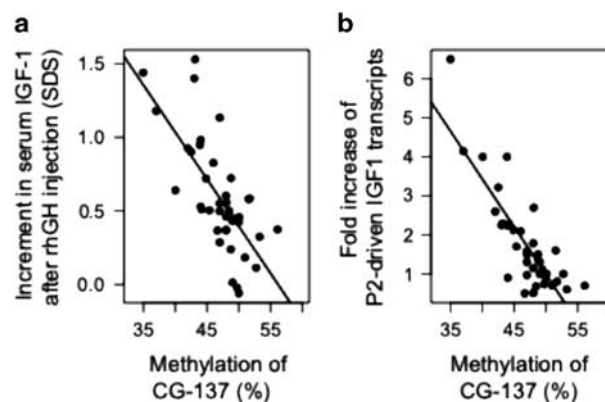 a
Increment in serum IGF-1
after rhGH injection (SDS)
1.5
1.0
0.5
0.0
35
45
55
Methylation of
CG-137 (%)
b
Fold increase of
P2-driven IGF1 transcripts
6
5
4
3
2
1
35
45
55
Methylation of
CG-137 (%)